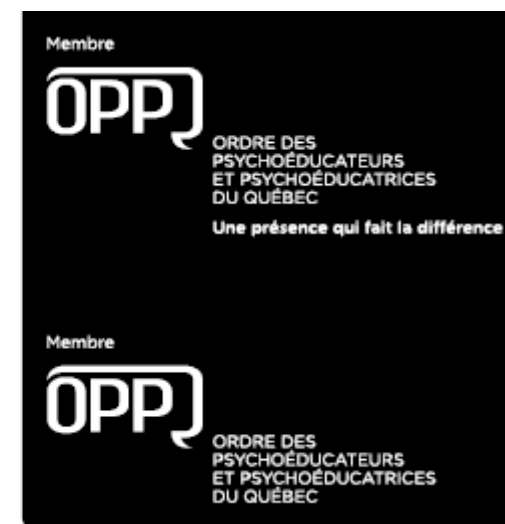 Membre
OPPQ
ORDRE DES
PSYCHOÉDUCATEURS
ET PSYCHOÉDUCATRICES
DU QUÉBEC
Une présence qui fait la différence
Membre
OPPQ
ORDRE DES
PSYCHOÉDUCATEURS
ET PSYCHOÉDUCATRICES
DU QUÉBEC